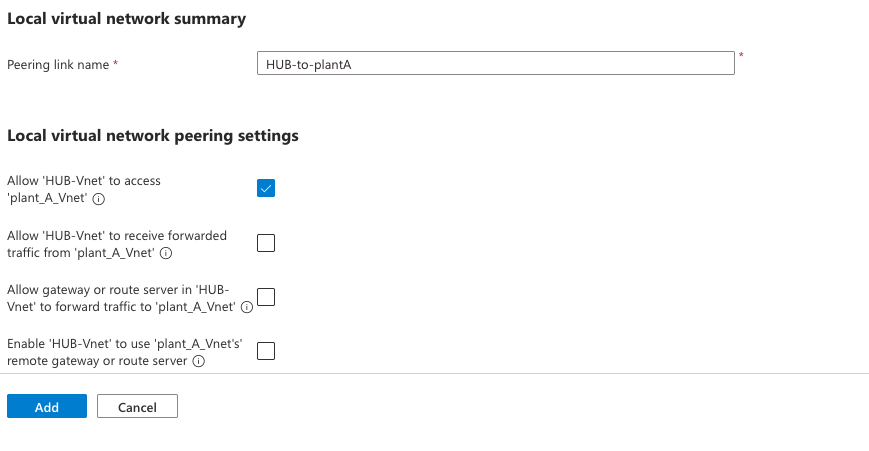 Local virtual network summary
Peering link name *
HUB-to-plantA
*
Local virtual network peering settings
Allow 'HUB-Vnet' to access
'plant_A_Vnet'
Allow 'HUB-Vnet' to receive forwarded
traffic from 'plant_A_Vnet'
Allow gateway or route server in 'HUB-
Vnet' to forward traffic to 'plant_A_Vnet'
Enable 'HUB-Vnet' to use 'plant_A_Vnet's'
remote gateway or route server
Add
Cancel